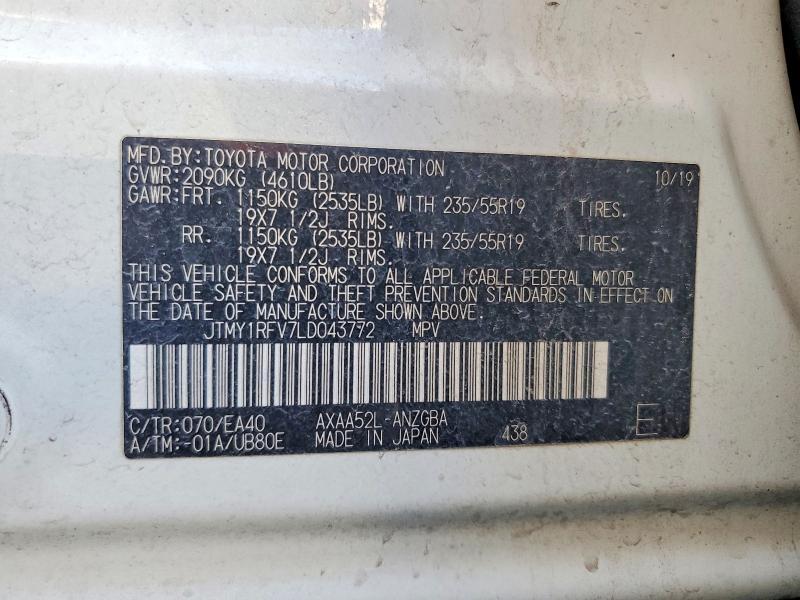 MFD. BY: TOYOTA MOTOR CORPORATION 10/19
GVWR: 2090KG (4610LB)
GAWR: FRT. 1150KG (2535LB) WITH 235/55R19 TIRES.
19X7 1/2J RIMS.
RR. 1150KG (2535LB) WITH 235/55R19 TIRES.
19X7 1/2J RIMS.
THIS VEHICLE CONFORMS TO ALL APPLICABLE FEDERAL MOTOR
VEHICLE SAFETY AND THEFT PREVENTION STANDARDS IN EFFECT ON
THE DATE OF MANUFACTURE SHOWN ABOVE.
JTMY1RFV7LD043772 MPV
C/TR: 070/EA40 AXAA52L-ANZGBA
A/TM: -01A/UB80E MADE IN JAPAN 438 E